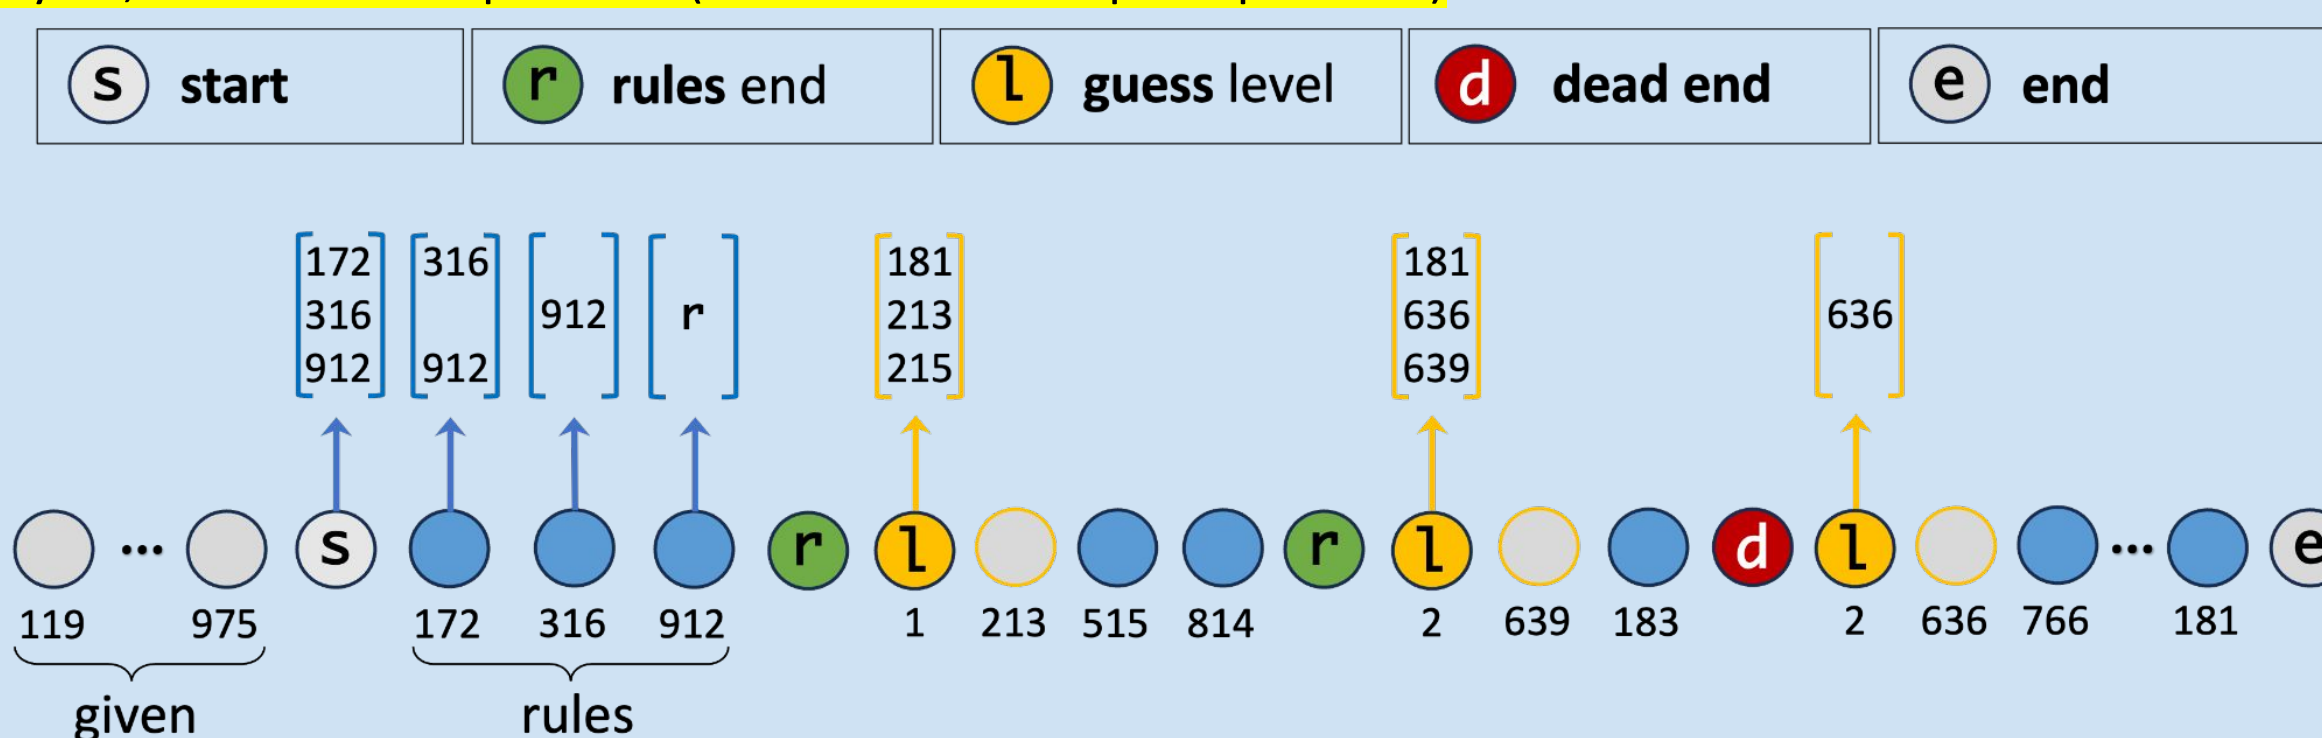 s start r rules end l guess level d dead end e end
172 316 181 181
316 912 r 213 636 636
912 912 215 639
... s r l r l d l ... e
119 975 172 316 912 1 213 515 814 2 639 183 2 636 766 181
given rules